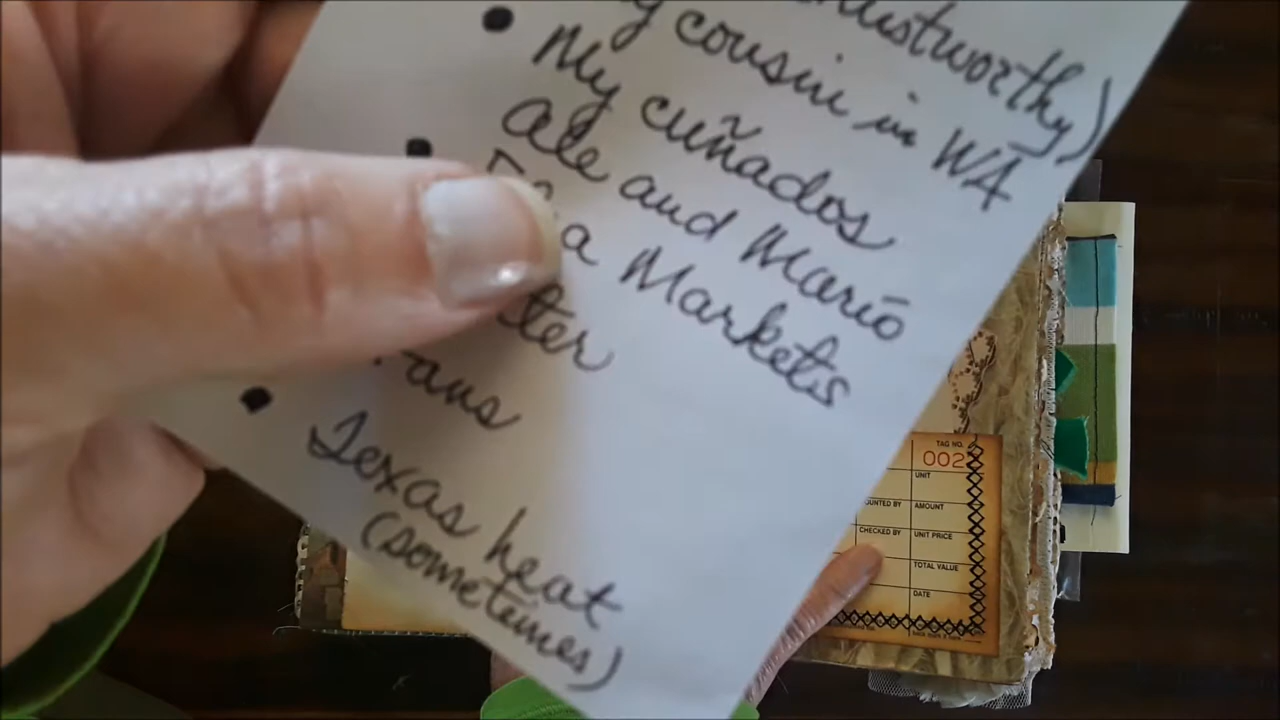 trustworthy)
cousin in WA
My cuñados
Ale and Mario
a Markets
Texas heat
(sometimes)
TAG NO.
002
UNIT
AMOUNT
CHECKED BY
UNIT PRICE
TOTAL VALUE
DATE